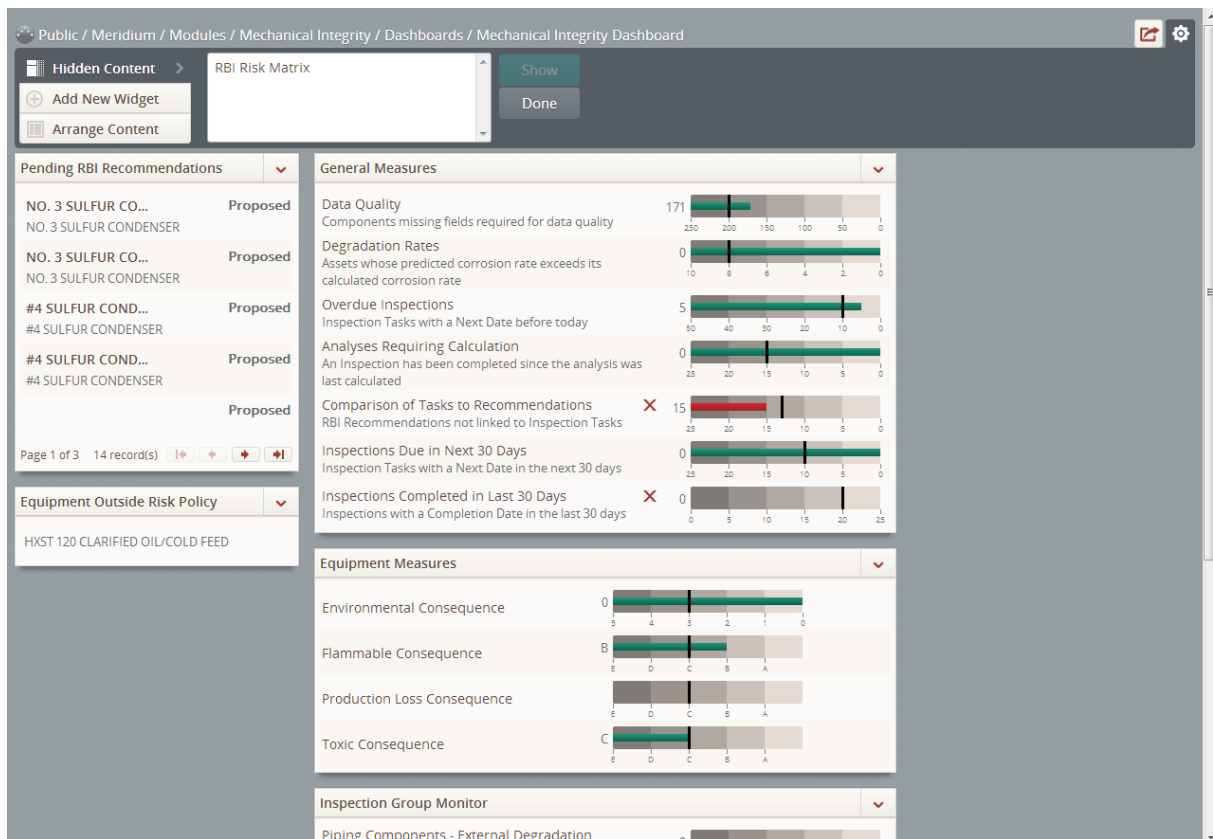 Public / Meridium / Modules / Mechanical Integrity / Dashboards / Mechanical Integrity Dashboard
Hidden Content
Add New Widget
Arrange Content
RBI Risk Matrix
Show
Done
Pending RBI Recommendations
NO. 3 SULFUR CO... Proposed
NO. 3 SULFUR CONDENSER
NO. 3 SULFUR CO... Proposed
NO. 3 SULFUR CONDENSER
#4 SULFUR COND... Proposed
#4 SULFUR CONDENSER
#4 SULFUR COND... Proposed
#4 SULFUR CONDENSER
Proposed
Page 1 of 3 14 record(s)
Equipment Outside Risk Policy
HXST 120 CLARIFIED OIL/COLD FEED
General Measures
Data Quality 171
Components missing fields required for data quality
250 200 150 100 50 0
Degradation Rates 0
Assets whose predicted corrosion rate exceeds its
calculated corrosion rate
10 8 6 4 2 0
Overdue Inspections 5
Inspection Tasks with a Next Date before today
50 40 30 20 10 0
Analyses Requiring Calculation 0
An Inspection has been completed since the analysis was
last calculated
25 20 15 10 5 0
Comparison of Tasks to Recommendations X 15
RBI Recommendations not linked to Inspection Tasks
25 20 15 10 5 0
Inspections Due in Next 30 Days 0
Inspection Tasks with a Next Date in the next 30 days
25 20 15 10 5 0
Inspections Completed in Last 30 Days X 0
Inspections with a Completion Date in the last 30 days
0 5 10 15 20 25
Equipment Measures
Environmental Consequence 0
5 4 3 2 1 0
Flammable Consequence B
E D C B A
Production Loss Consequence
E D C B A
Toxic Consequence C
E D C B A
Inspection Group Monitor
Piping Components - External Degradation